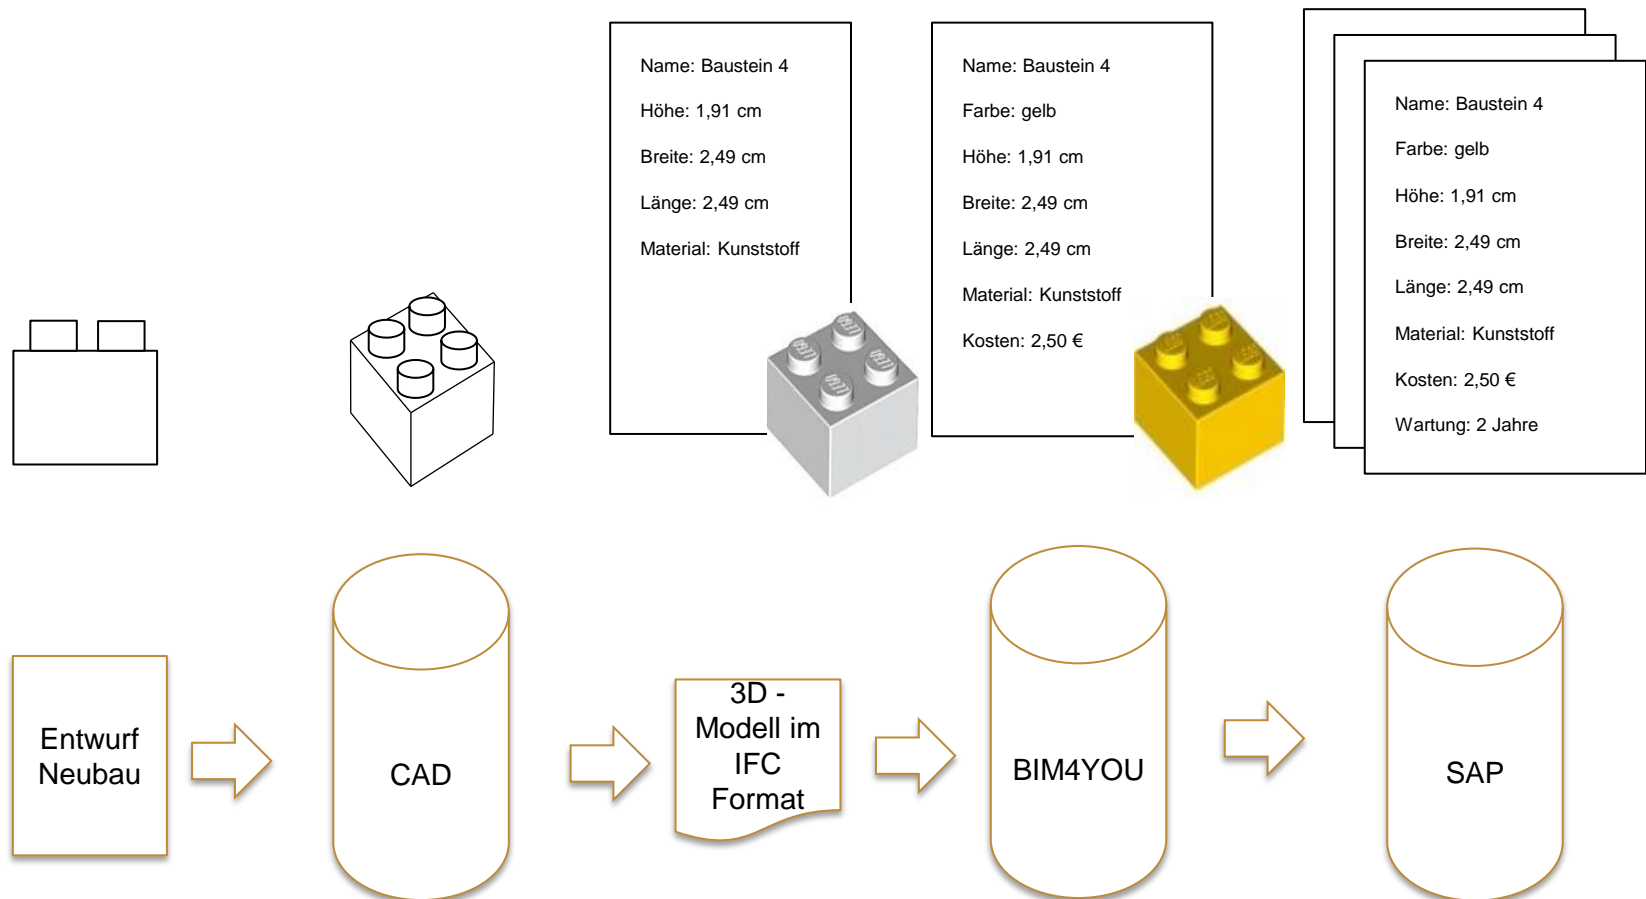 Name: Baustein 4
Höhe: 1,91 cm
Breite: 2,49 cm
Länge: 2,49 cm
Material: Kunststoff
Name: Baustein 4
Farbe: gelb
Höhe: 1,91 cm
Breite: 2,49 cm
Länge: 2,49 cm
Material: Kunststoff
Kosten: 2,50 €
Name: Baustein 4
Farbe: gelb
Höhe: 1,91 cm
Breite: 2,49 cm
Länge: 2,49 cm
Material: Kunststoff
Kosten: 2,50 €
Wartung: 2 Jahre
Entwurf
Neubau
CAD
3D -
Modell im
IFC
Format
BIM4YOU
SAP